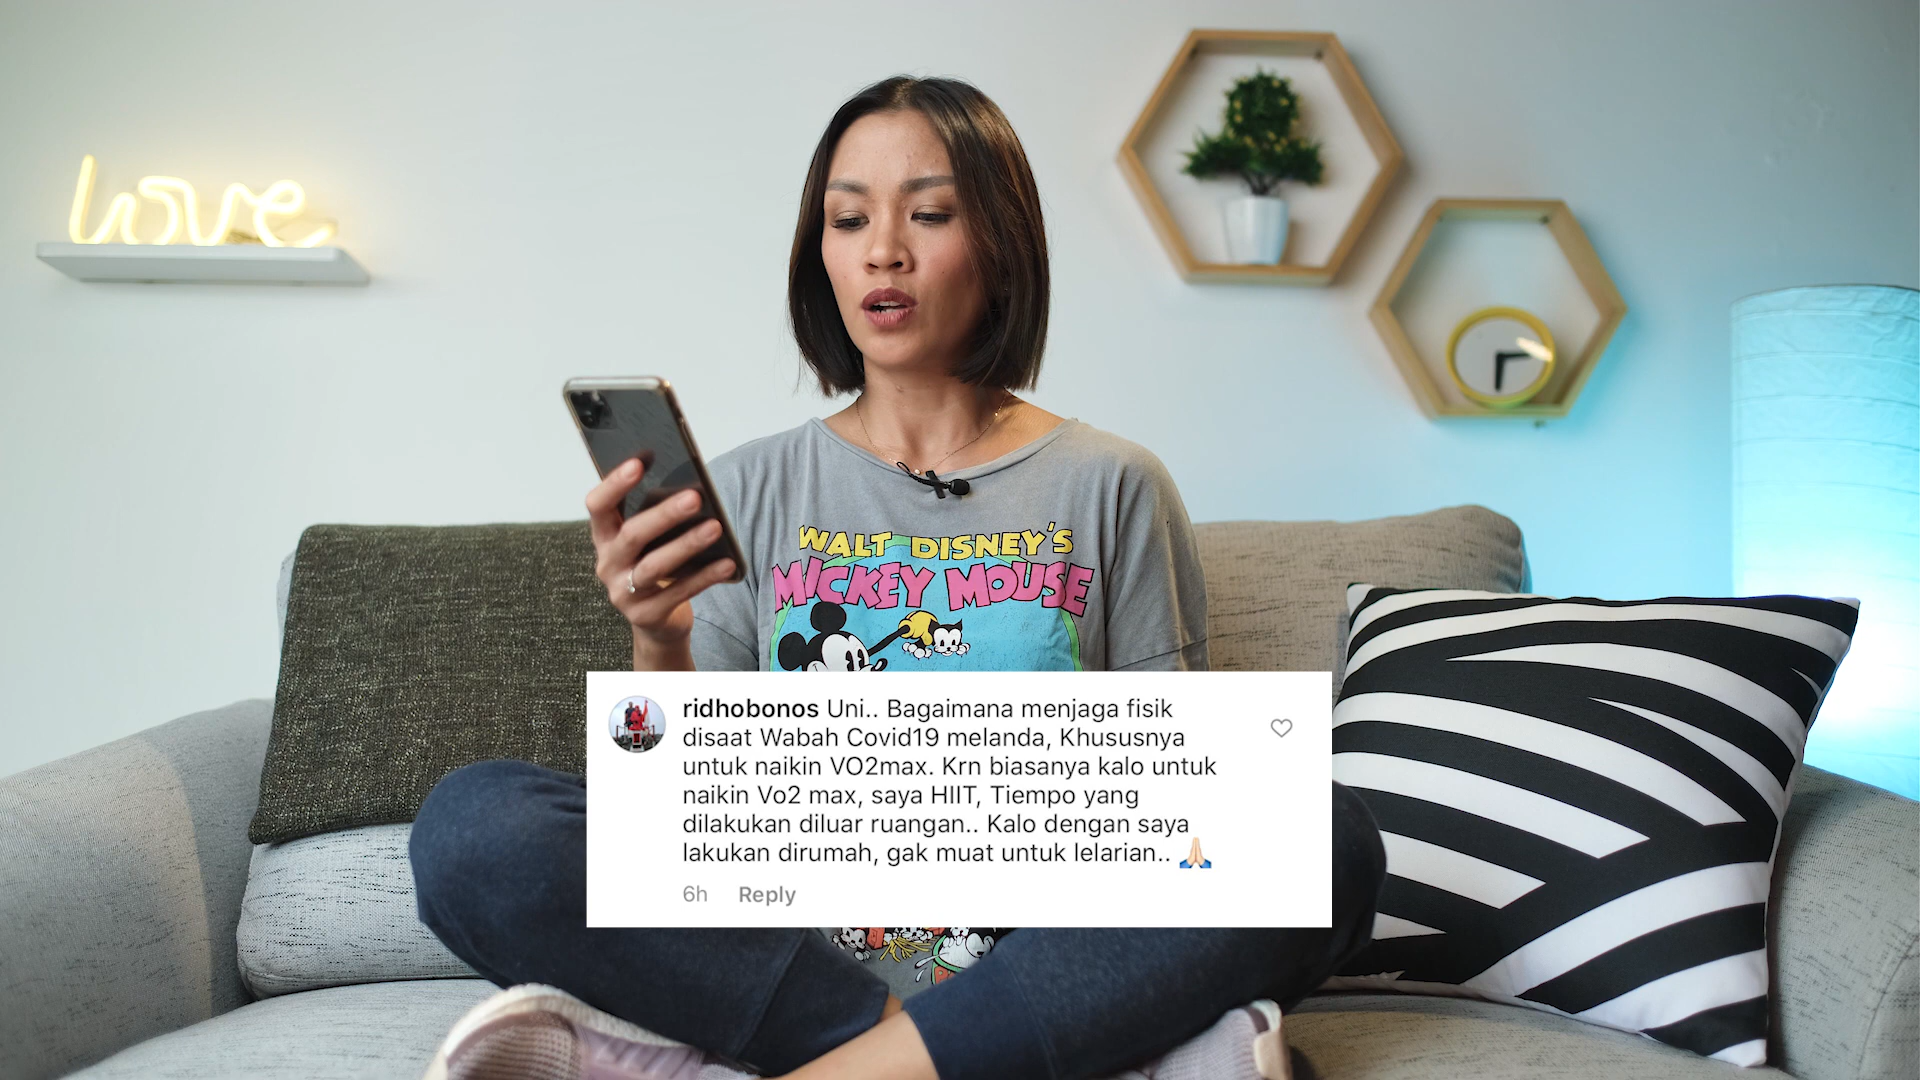 love
WALT DISNEY'S
MICKEY MOUSE
ridhobonos Uni.. Bagaimana menjaga fisik
disaat Wabah Covid19 melanda, Khususnya
untuk naikin VO2max. Krn biasanya kalo untuk
naikin Vo2 max, saya HIIT, Tiempo yang
dilakukan diluar ruangan.. Kalo dengan saya
lakukan dirumah, gak muat untuk lelarian.. 🙏🏻
6h Reply